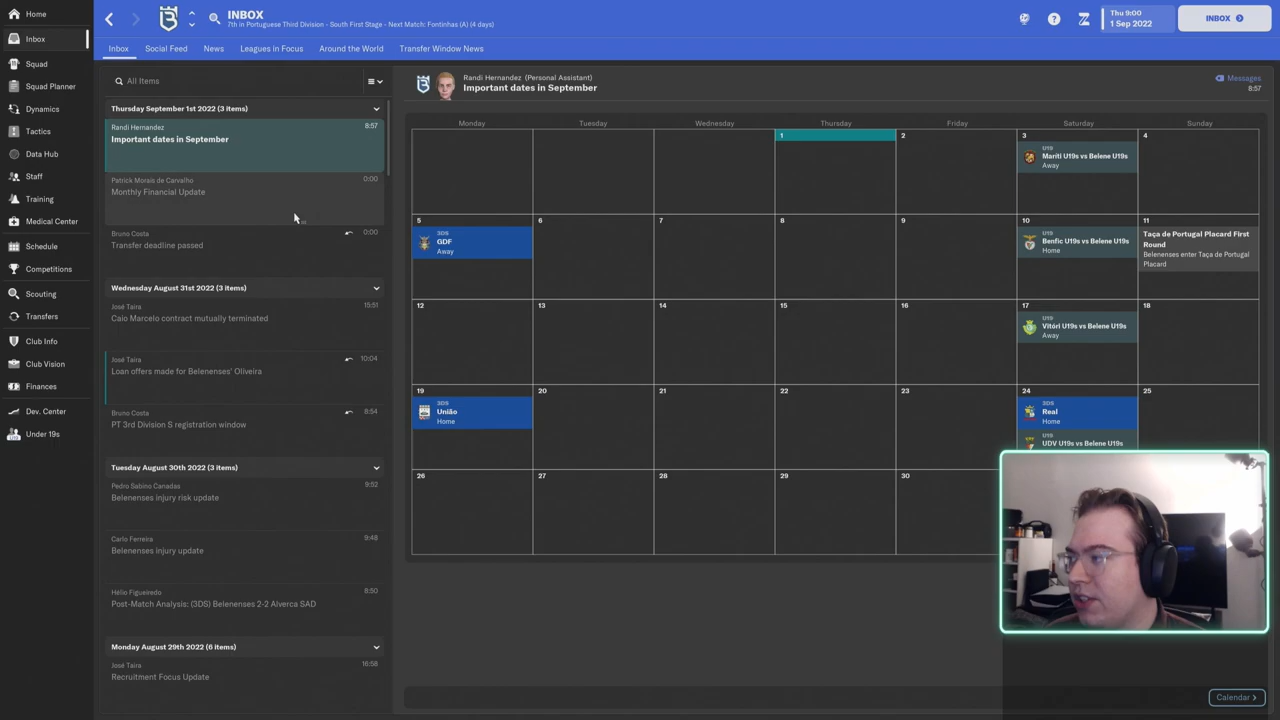 Home
Inbox
Squad
Squad Planner
Dynamics
Tactics
Data Hub
Staff
Training
Medical Center
Schedule
Competitions
Scouting
Transfers
Club Info
Club Vision
Finances
Dev. Center
Under 19s
INBOX
7th in Portuguese Third Division - South First Stage - Next Match: Fontinhas (A) (4 days)
Thu 9:00
1 Sep 2022
INBOX
Inbox
Social Feed
News
Leagues in Focus
Around the World
Transfer Window News
All Items
Thursday September 1st 2022 (3 items)
Randi Hernandez
8:57
Important dates in September
Patrick Morais de Carvalho
0:00
Monthly Financial Update
Bruno Costa
0:00
Transfer deadline passed
Wednesday August 31st 2022 (3 items)
José Taira
15:51
Caio Marcelo contract mutually terminated
José Taira
10:04
Loan offers made for Belenenses' Oliveira
Bruno Costa
8:54
PT 3rd Division S registration window
Tuesday August 30th 2022 (3 items)
Pedro Sabino Canadas
9:52
Belenenses injury risk update
Carlo Ferreira
9:48
Belenenses injury update
Hélio Figueiredo
8:50
Post-Match Analysis: (3DS) Belenenses 2-2 Alverca SAD
Monday August 29th 2022 (6 items)
José Taira
16:58
Recruitment Focus Update
Randi Hernandez (Personal Assistant)
Important dates in September
Messages
8:57
Monday
Tuesday
Wednesday
Thursday
Friday
Saturday
Sunday
1
2
3
U19
Maríti U19s vs Belene U19s
Away
4
5
3DS
GDF
Away
6
7
8
9
10
U19
Benfic U19s vs Belene U19s
Home
11
Taça de Portugal Placard First
Round
Belenenses enter Taça de Portugal
Placard
12
13
14
15
16
17
U19
Vitóri U19s vs Belene U19s
Away
18
19
3DS
União
Home
20
21
22
23
24
3DS
Real
Home
U19
UDV U19s vs Belene U19s
25
26
27
28
29
30
Calendar